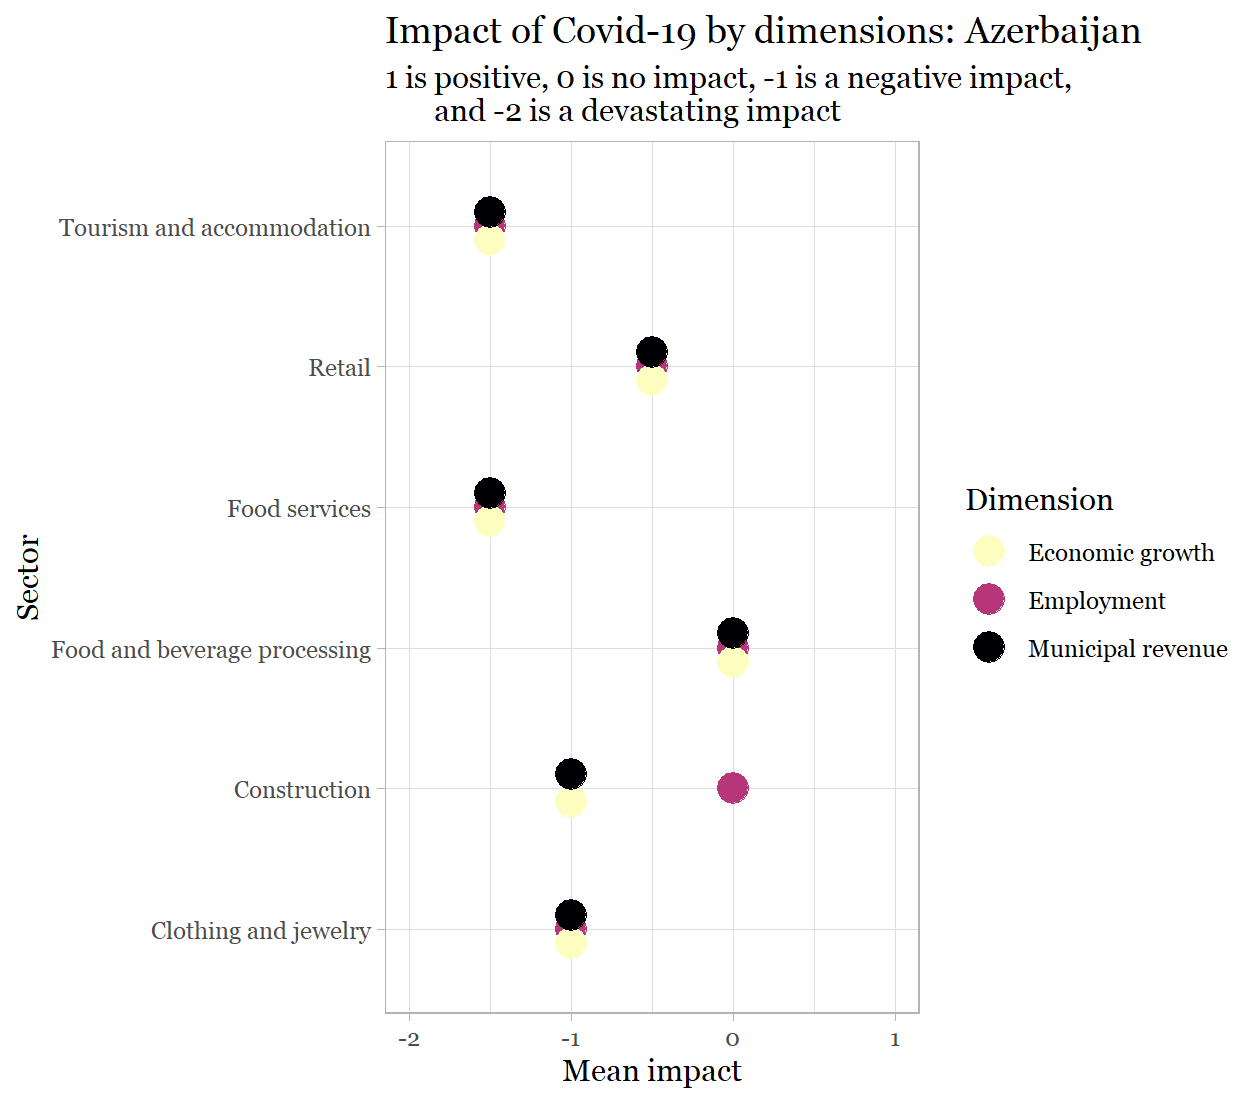 Impact of Covid-19 by dimensions: Azerbaijan
1 is positive, 0 is no impact, -1 is a negative impact,
and -2 is a devastating impact
Tourism and accommodation
Retail
Food services
Food and beverage processing
Construction
Clothing and jewelry
Sector
-2
-1
0
1
Mean impact
Dimension
Economic growth
Employment
Municipal revenue